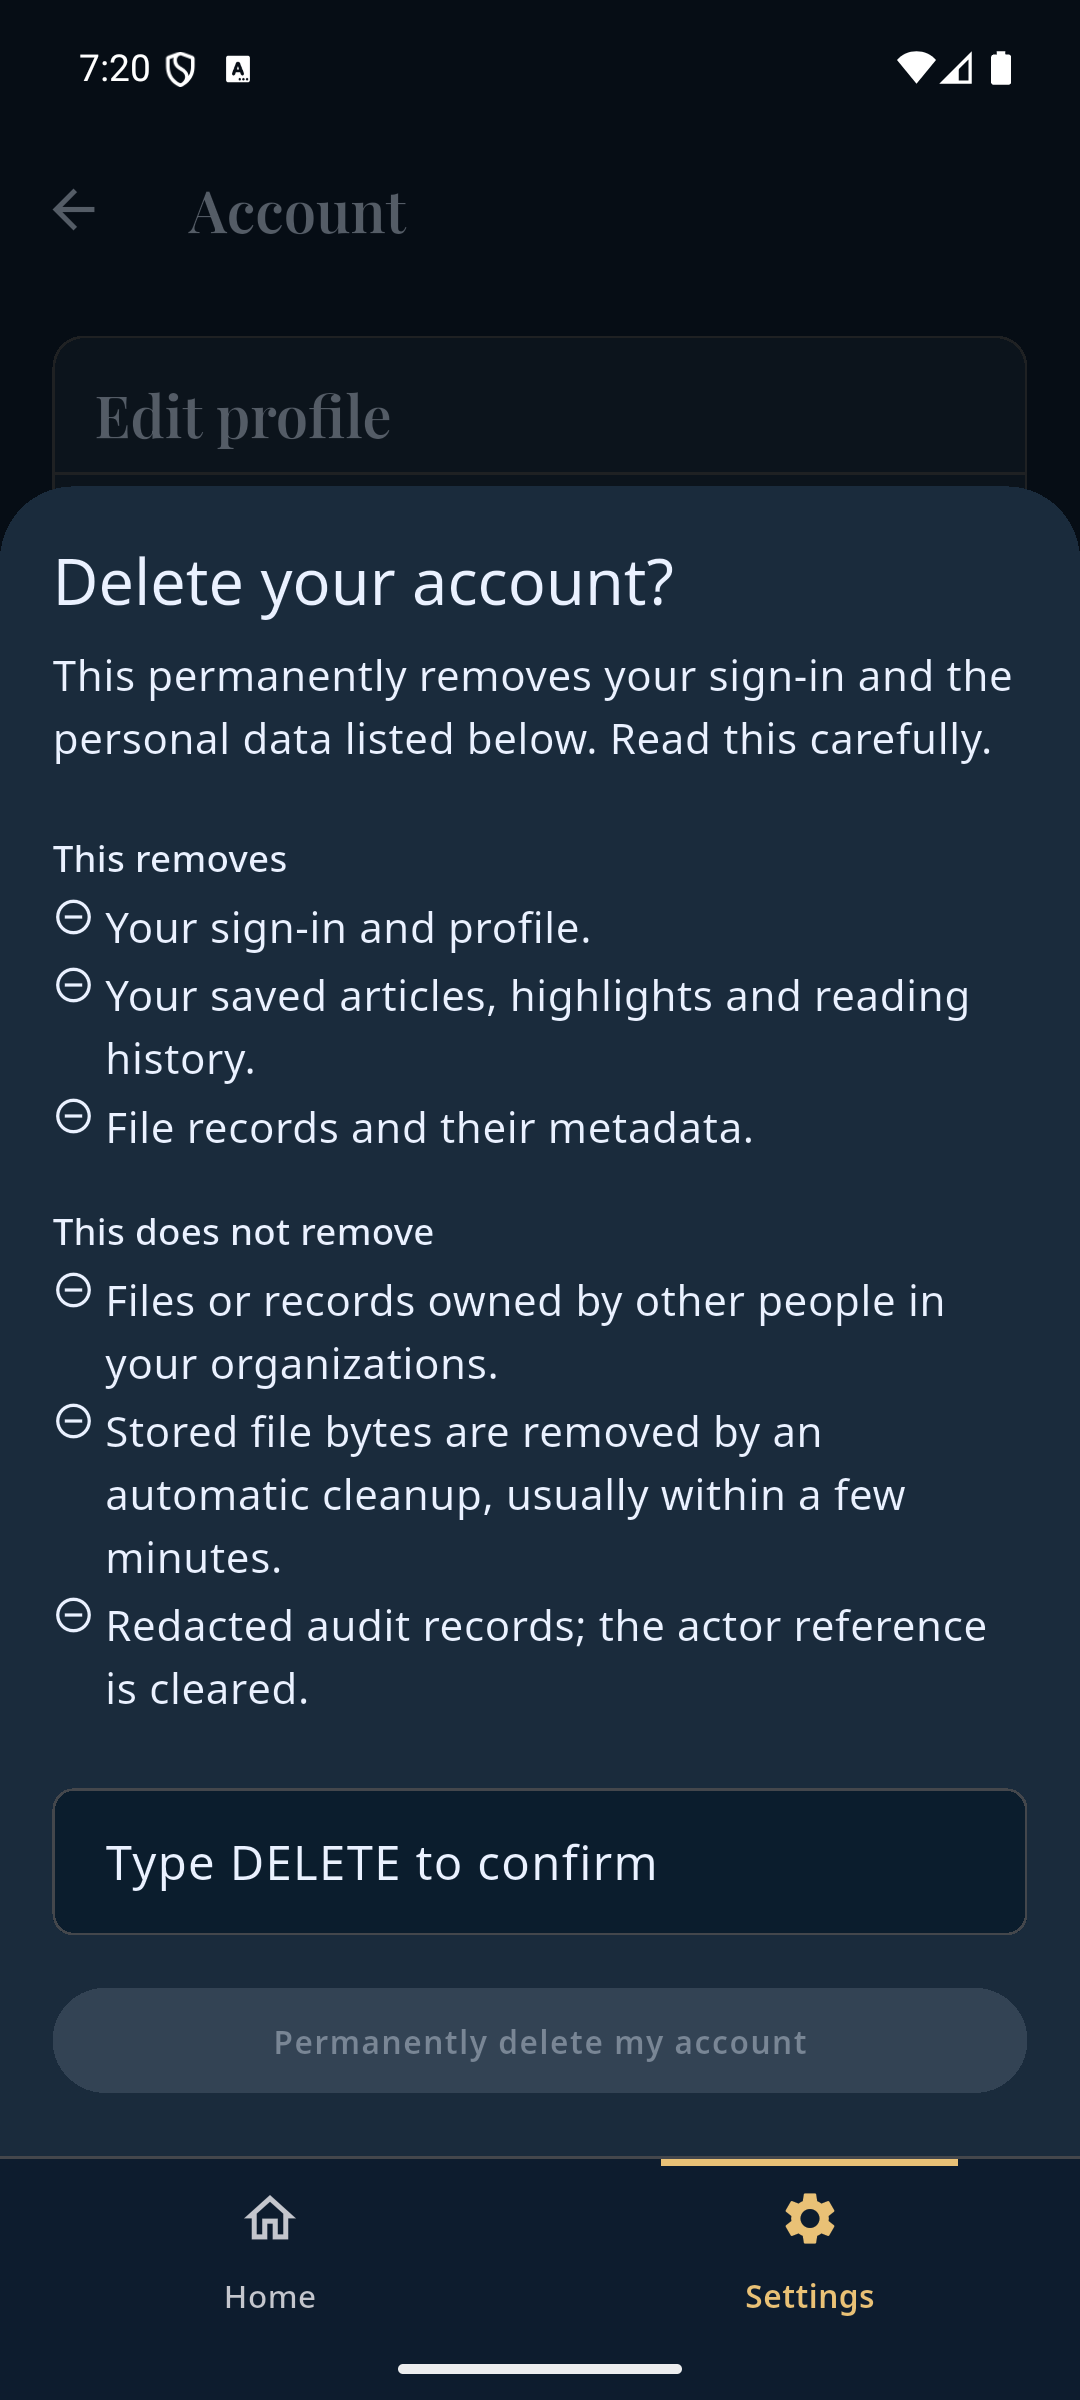 7:20
Account
Edit profile
Delete your account?
This permanently removes your sign-in and the
personal data listed below. Read this carefully.
This removes
Your sign-in and profile.
Your saved articles, highlights and reading
history.
File records and their metadata.
This does not remove
Files or records owned by other people in
your organizations.
Stored file bytes are removed by an
automatic cleanup, usually within a few
minutes.
Redacted audit records; the actor reference
is cleared.
Type DELETE to confirm
Permanently delete my account
Home
Settings